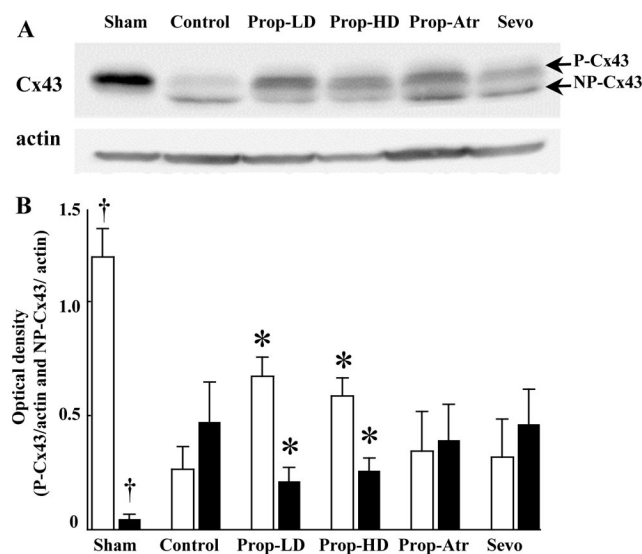 A
Sham Control Prop-LD Prop-HD Prop-Atr Sevo
Cx43
P-Cx43
NP-Cx43
actin
B
Optical density
(P-Cx43/actin and NP-Cx43/ actin)
1.5
1.0
0.5
0
†
†
*
*
*
*
Sham Control Prop-LD Prop-HD Prop-Atr Sevo